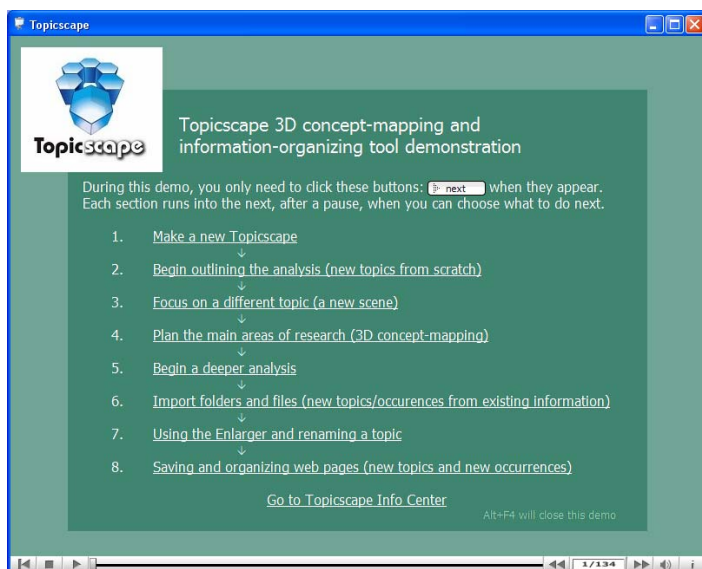 Topicscape
Topicscape
Topicscape 3D concept-mapping and
information-organizing tool demonstration
During this demo, you only need to click these buttons: next when they appear.
Each section runs into the next, after a pause, when you can choose what to do next.
1. Make a new Topicscape
↓
2. Begin outlining the analysis (new topics from scratch)
↓
3. Focus on a different topic (a new scene)
↓
4. Plan the main areas of research (3D concept-mapping)
↓
5. Begin a deeper analysis
↓
6. Import folders and files (new topics/occurences from existing information)
↓
7. Using the Enlarger and renaming a topic
↓
8. Saving and organizing web pages (new topics and new occurrences)
Go to Topicscape Info Center
Alt+F4 will close this demo
1/134 i